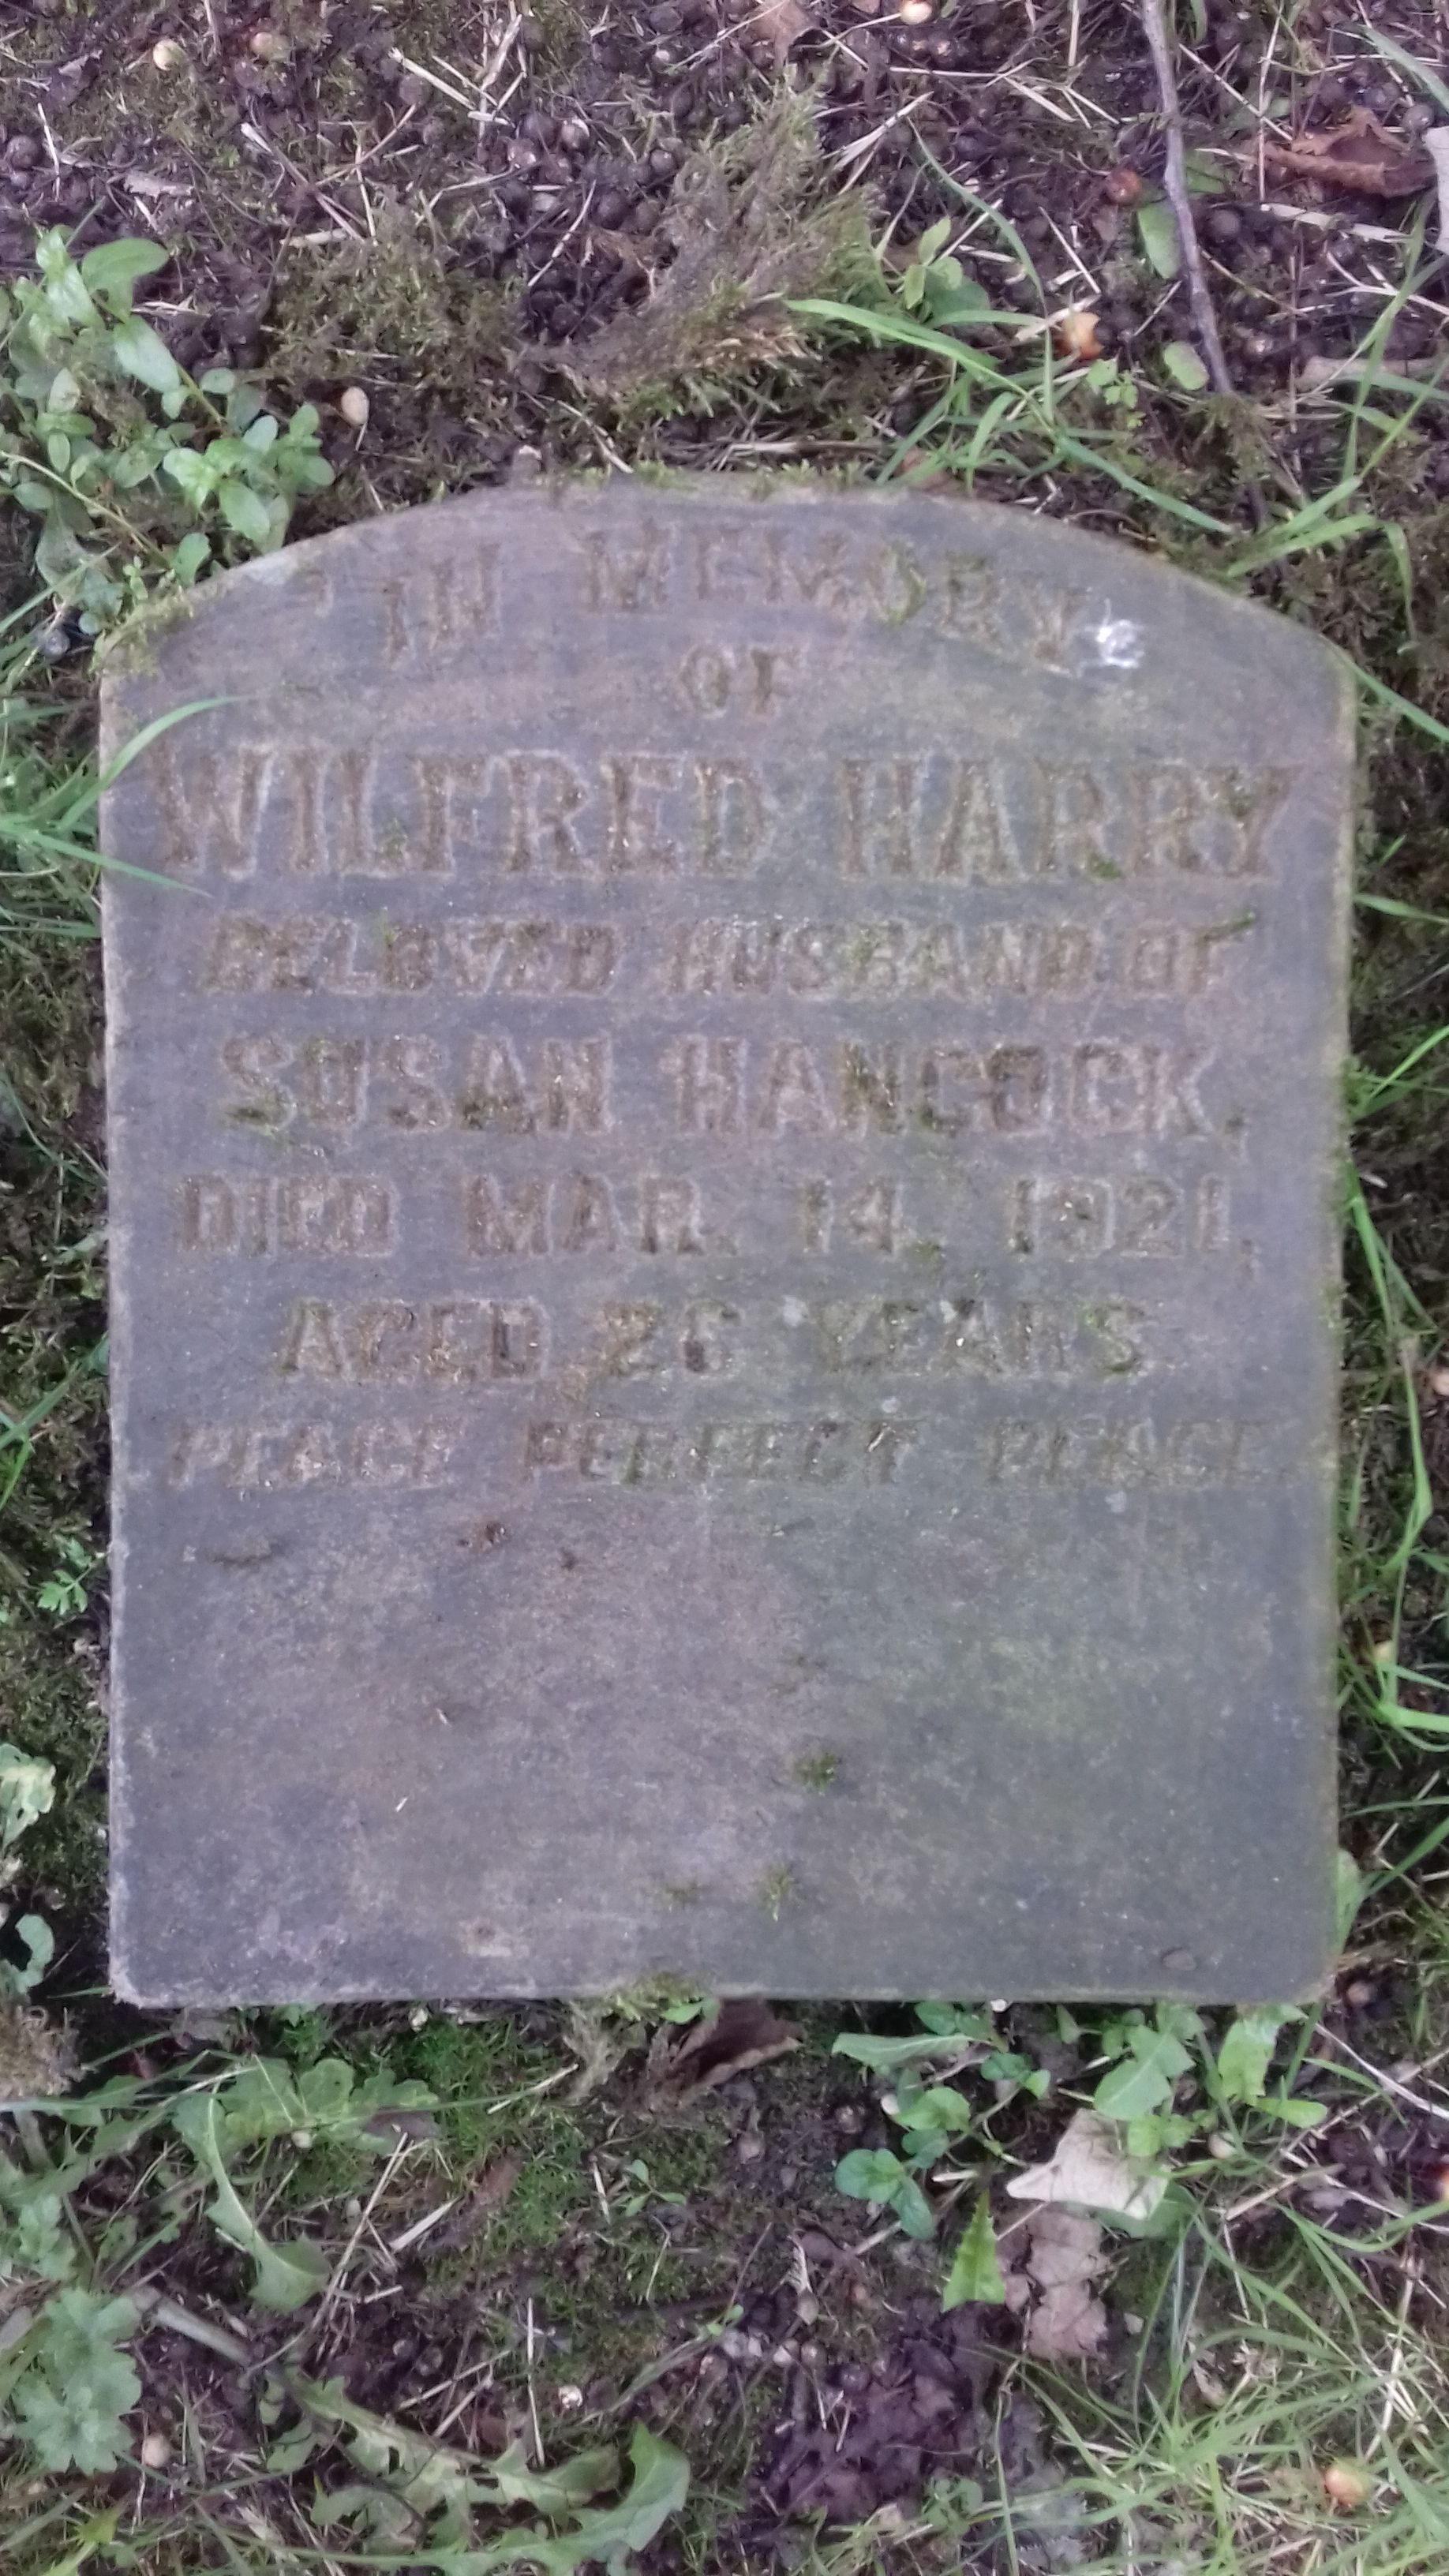 IN MEMORY
OF
WILFRED HARRY
BELOVED HUSBAND OF
SUSAN HANCOCK,
DIED MAR. 14, 1921,
AGED 26 YEARS
PEACE PERFECT PEACE